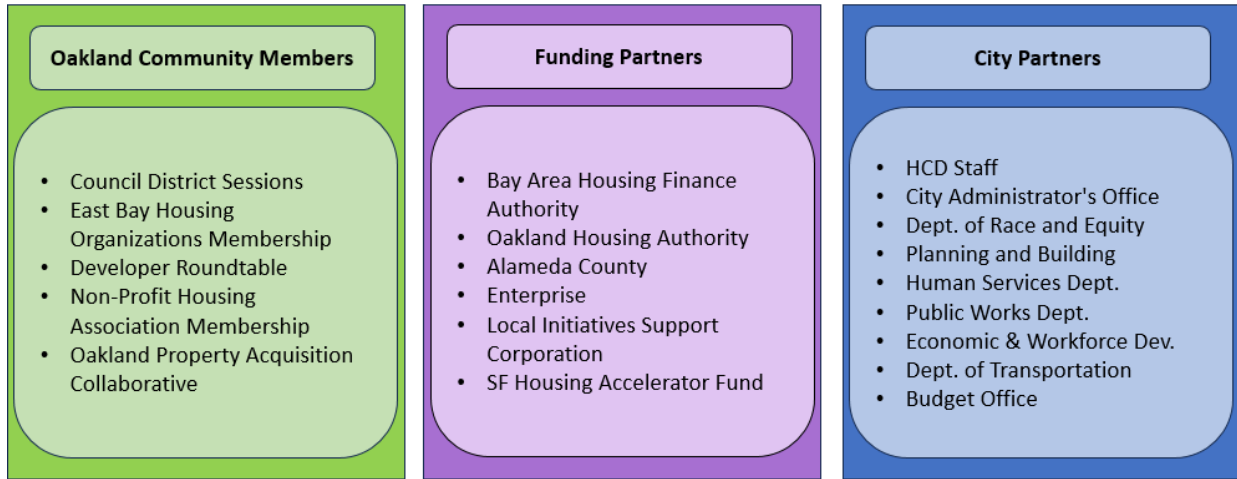 Oakland Community Members
• Council District Sessions
• East Bay Housing
Organizations Membership
• Developer Roundtable
• Non-Profit Housing
Association Membership
• Oakland Property Acquisition
Collaborative
Funding Partners
• Bay Area Housing Finance
Authority
• Oakland Housing Authority
• Alameda County
• Enterprise
• Local Initiatives Support
Corporation
• SF Housing Accelerator Fund
City Partners
• HCD Staff
• City Administrator's Office
• Dept. of Race and Equity
• Planning and Building
• Human Services Dept.
• Public Works Dept.
• Economic & Workforce Dev.
• Dept. of Transportation
• Budget Office